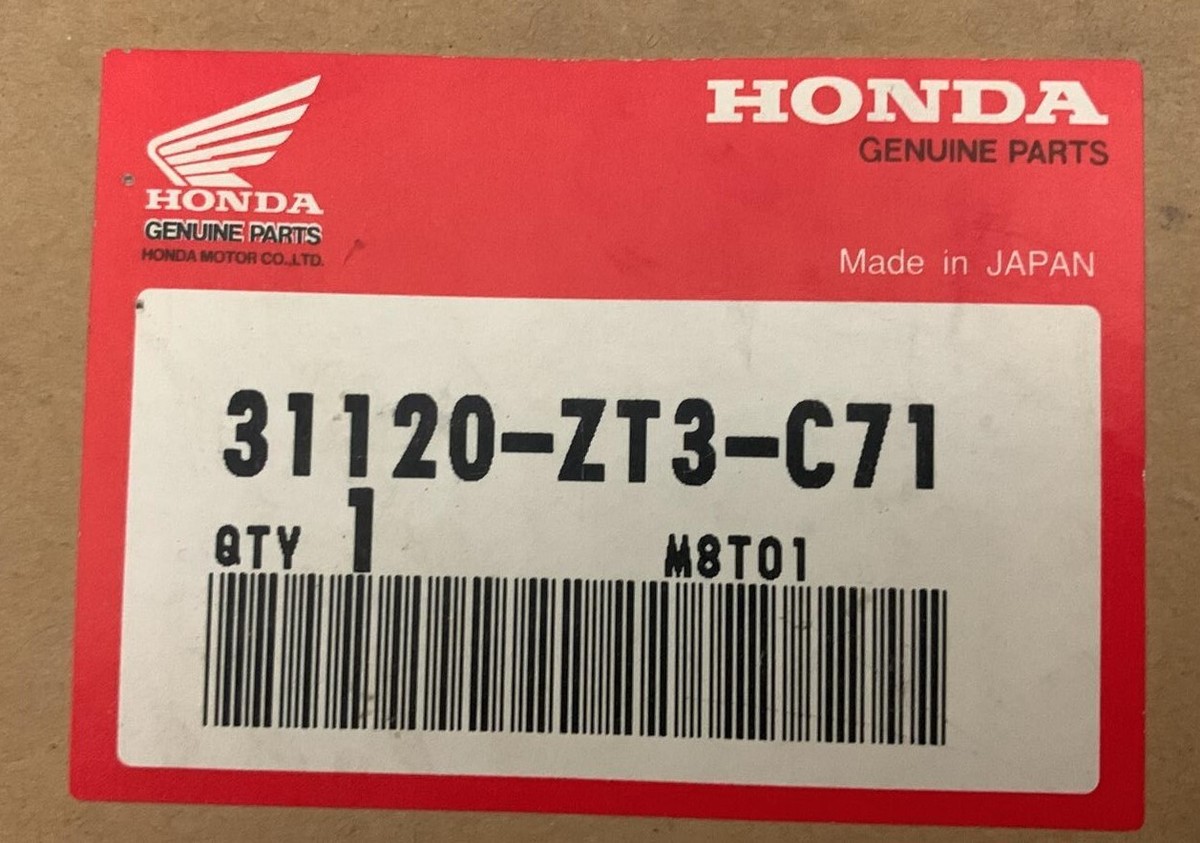 HONDA
GENUINE PARTS
HONDA MOTOR CO.,LTD.
HONDA
GENUINE PARTS
Made in JAPAN
31120-ZT3-C71
QTY 1 M8T01